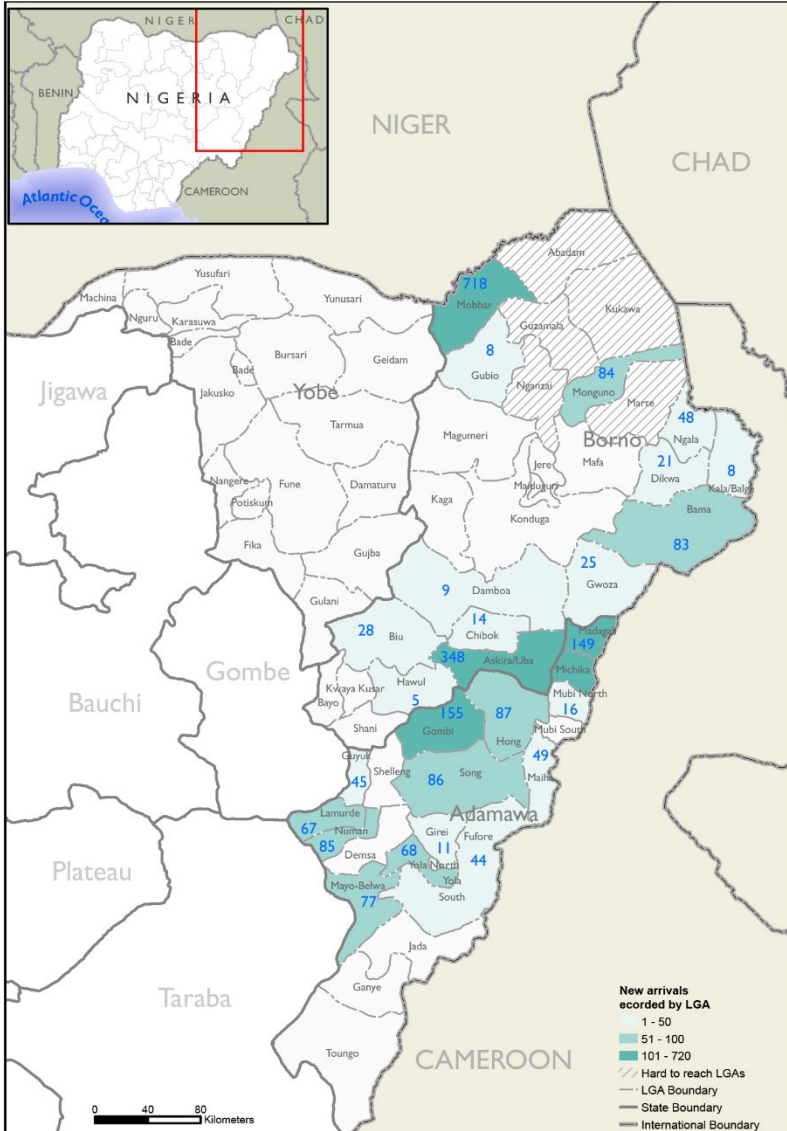 NIGER
CHAD
BENIN
NIGERIA
CAMEROON
Atlantic Ocea
NIGER
CHAD
Abadam
Yusufari
Machina
Yunusari
718
Mobbar
Kukawa
Nguru
Karasuwa
Guzamala
Bade
Bursari
Geidam
8
Gubio
84
Monguno
Nganzai
Jigawa
Bade
Yobe
Jakusko
Marte
48
Ngala
Tarmua
Magumeri
Borno
Jere
Mafa
21
Dikwa
8
Kala/Balge
Nangere
Fune
Damaturu
Maiduguri
Potiskum
Kaga
Konduga
Bama
83
Fika
Gujba
25
Gwoza
Gulani
9
Damboa
28
Biu
14
Chibok
Madagali
149
Michika
348
Askira/Uba
Gombe
Bauchi
Kwaya Kusar
Hawul
5
Bayo
Mubi North
16
155
Gombi
87
Hong
Shani
Mubi South
Guyuk
45
Shelleng
86
Song
49
Maiha
Lamurde
67
Numan
85
Adamawa
Girei
11
Fufore
44
Demsa
68
Yola North
Yola
South
Plateau
Mayo-Belwa
77
Jada
Ganye
Taraba
Toungo
CAMEROON
New arrivals
ecorded by LGA
1 - 50
51 - 100
101 - 720
Hard to reach LGAs
LGA Boundary
State Boundary
International Boundary
0 40 80
Kilometers